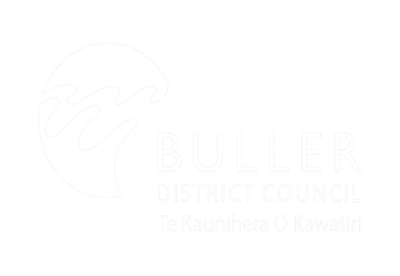 BULLER
DISTRICT COUNCIL
Te Kaunihera O Kawatiri